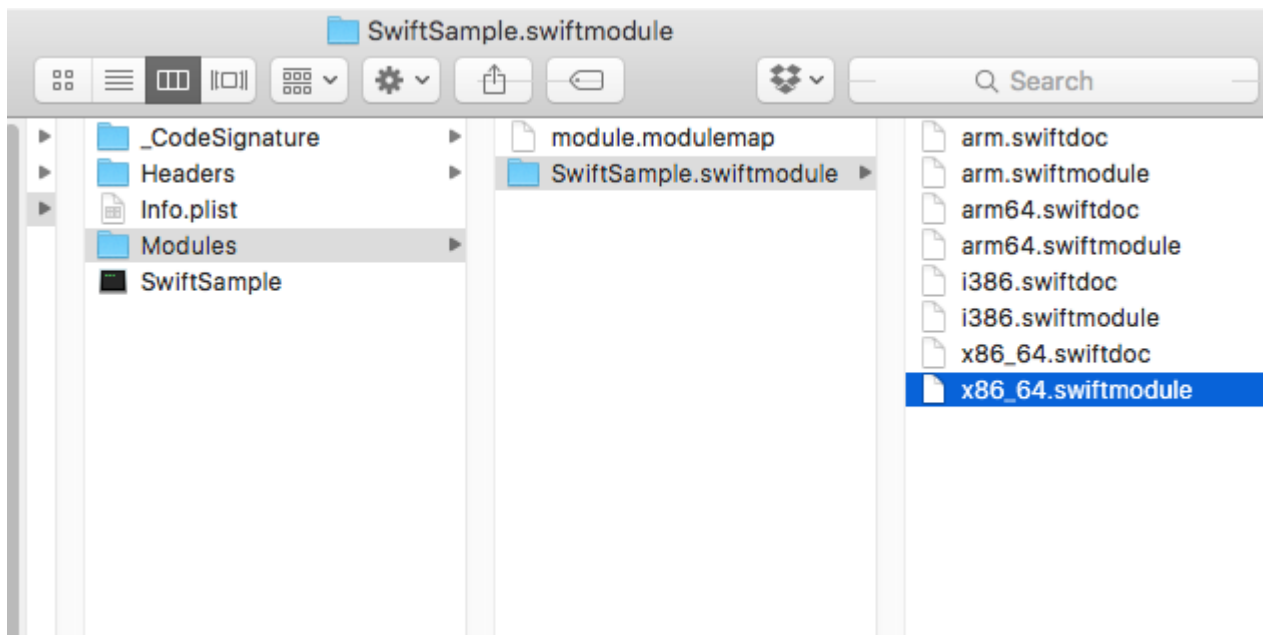 SwiftSample.swiftmodule
Search
_CodeSignature
Headers
Info.plist
Modules
SwiftSample
module.modulemap
SwiftSample.swiftmodule
arm.swiftdoc
arm.swiftmodule
arm64.swiftdoc
arm64.swiftmodule
i386.swiftdoc
i386.swiftmodule
x86_64.swiftdoc
x86_64.swiftmodule